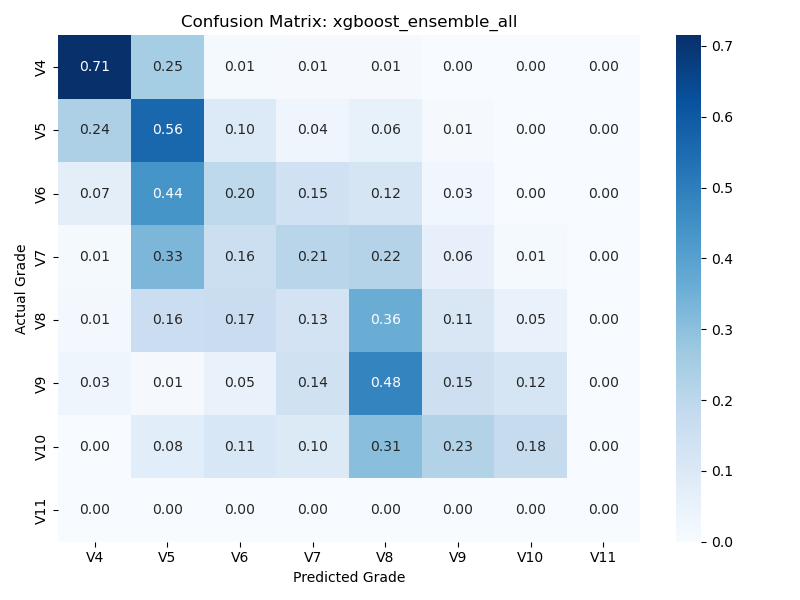 Confusion Matrix: xgboost_ensemble_all
Actual Grade
V4 0.71 0.25 0.01 0.01 0.01 0.00 0.00 0.00
V5 0.24 0.56 0.10 0.04 0.06 0.01 0.00 0.00
V6 0.07 0.44 0.20 0.15 0.12 0.03 0.00 0.00
V7 0.01 0.33 0.16 0.21 0.22 0.06 0.01 0.00
V8 0.01 0.16 0.17 0.13 0.36 0.11 0.05 0.00
V9 0.03 0.01 0.05 0.14 0.48 0.15 0.12 0.00
V10 0.00 0.08 0.11 0.10 0.31 0.23 0.18 0.00
V11 0.00 0.00 0.00 0.00 0.00 0.00 0.00 0.00
V4 V5 V6 V7 V8 V9 V10 V11
Predicted Grade
0.7
0.6
0.5
0.4
0.3
0.2
0.1
0.0